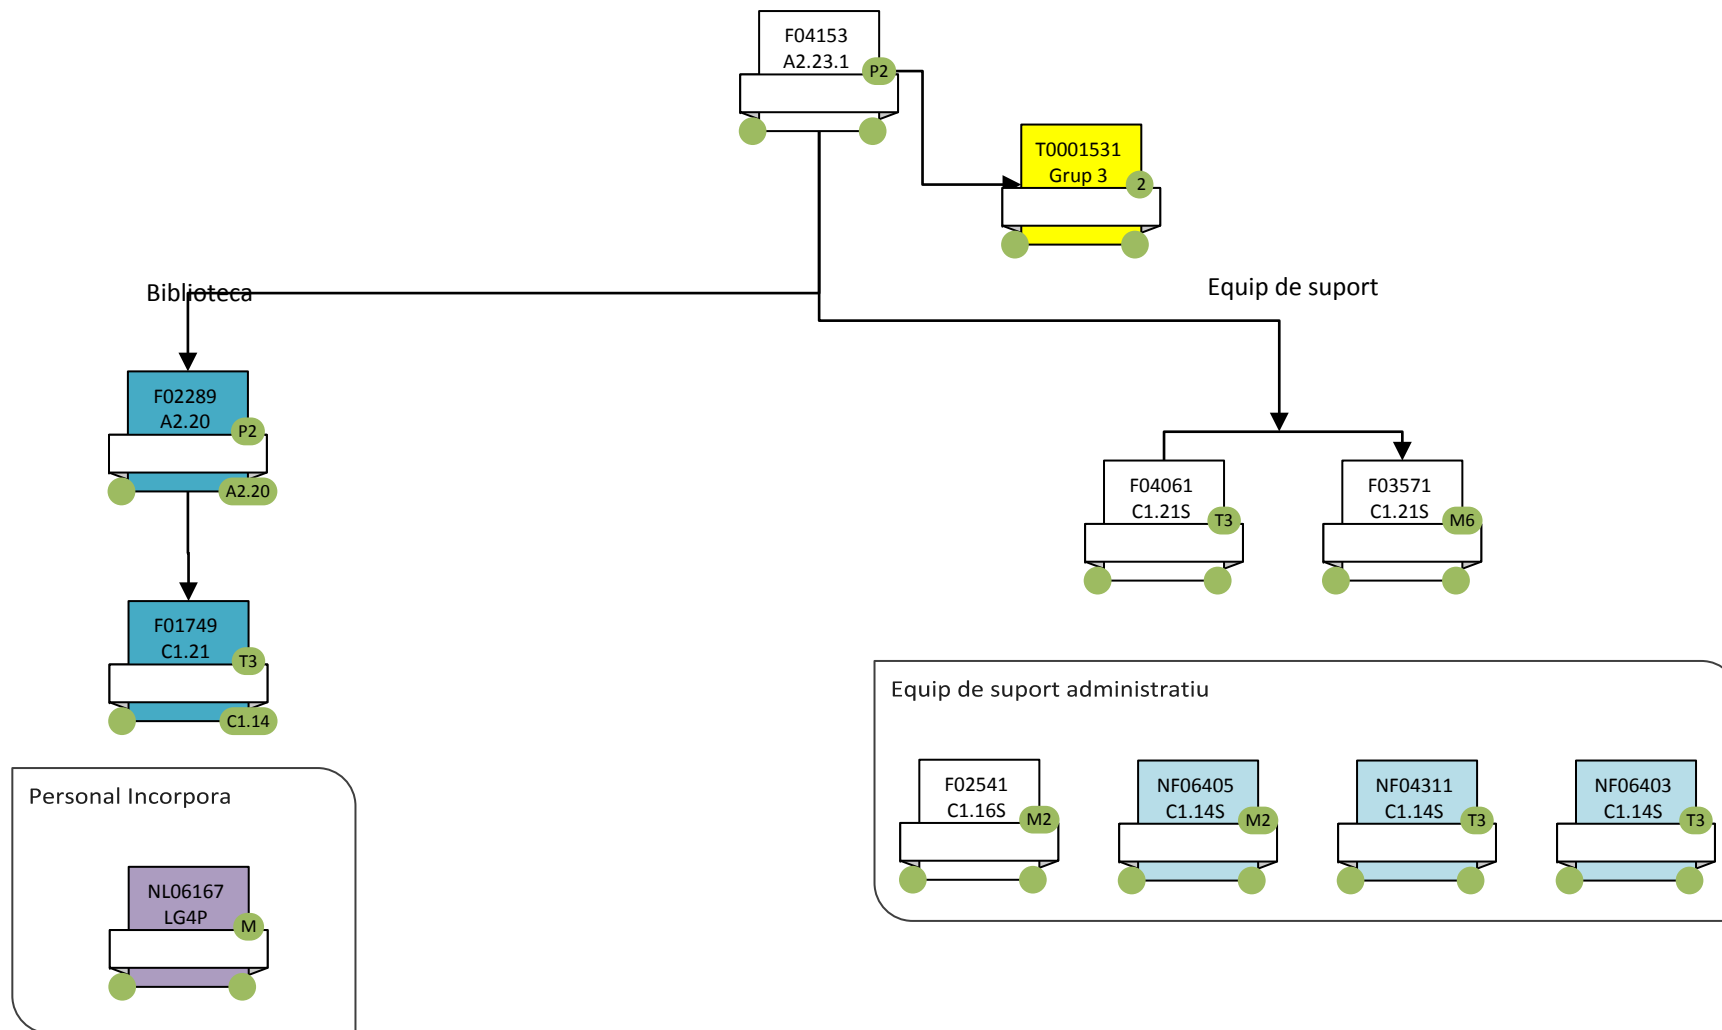 F04153
A2.23.1
P2
T0001531
Grup 3
2
Biblioteca
Equip de suport
F02289
A2.20
P2
A2.20
F04061
C1.21S
T3
F03571
C1.21S
M6
F01749
C1.21
T3
C1.14
Equip de suport administratiu
F02541
C1.16S
M2
NF06405
C1.14S
M2
NF04311
C1.14S
T3
NF06403
C1.14S
T3
Personal Incorpora
NL06167
LG4P
M